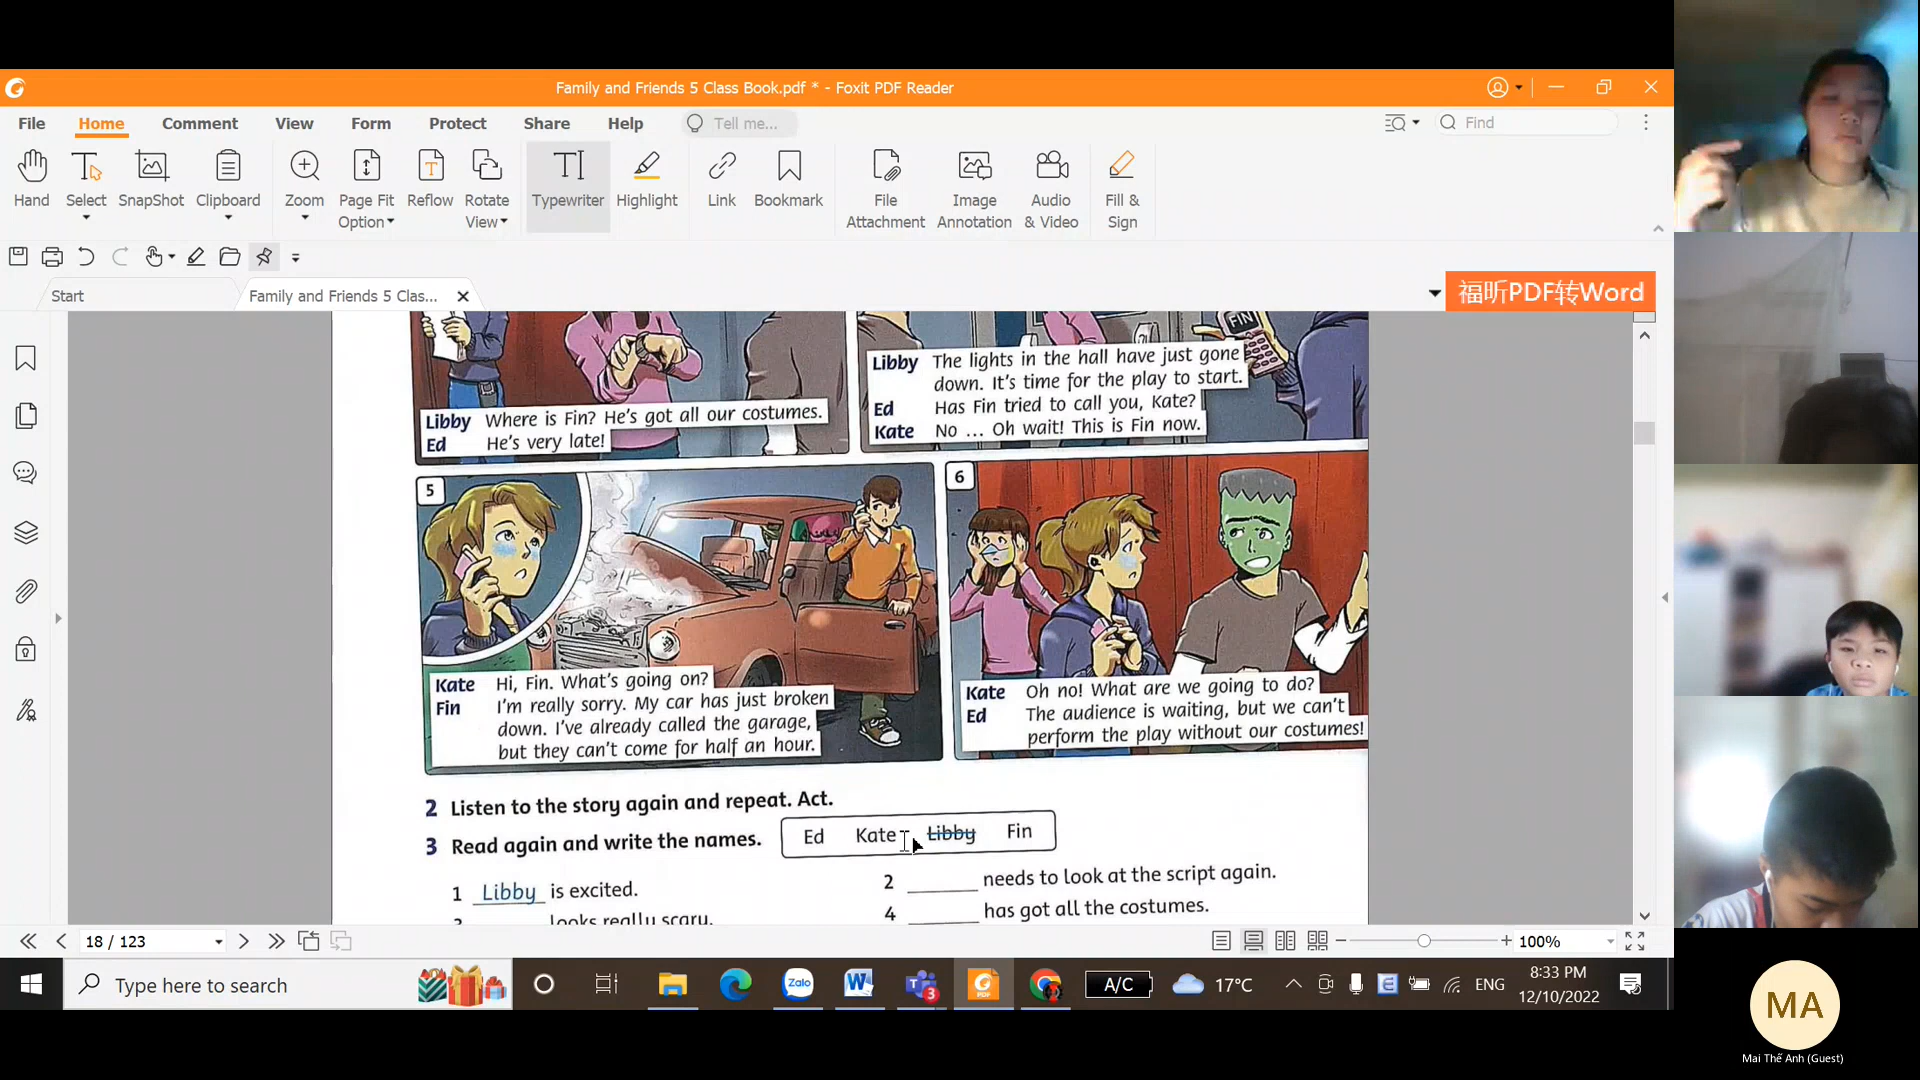 Family and Friends 5 Class Book.pdf * - Foxit PDF Reader
File Home Comment View Form Protect Share Help Tell me... Find
Hand Select SnapShot Clipboard Zoom Page Fit Option Reflow Rotate View Typewriter Highlight Link Bookmark File Attachment Image Annotation Audio & Video Fill & Sign
Start Family and Friends 5 Clas... 福昕PDF转Word
FIN
Libby Where is Fin? He's got all our costumes.
Ed He's very late!
Libby The lights in the hall have just gone
down. It's time for the play to start.
Ed Has Fin tried to call you, Kate?
Kate No ... Oh wait! This is Fin now.
5
Kate Hi, Fin. What's going on?
Fin I'm really sorry. My car has just broken
down. I've already called the garage,
but they can't come for half an hour.
6
Kate Oh no! What are we going to do?
Ed The audience is waiting, but we can't
perform the play without our costumes!
2 Listen to the story again and repeat. Act.
3 Read again and write the names. Ed Kate Libby Fin
1 Libby is excited.
2 ______ needs to look at the script again.
3 ______ looks really scary.
4 ______ has got all the costumes.
18 / 123 100%
Type here to search Zalo 3 PDF A/C 17°C ENG 8:33 PM
12/10/2022
MA
Mai Thế Anh (Guest)